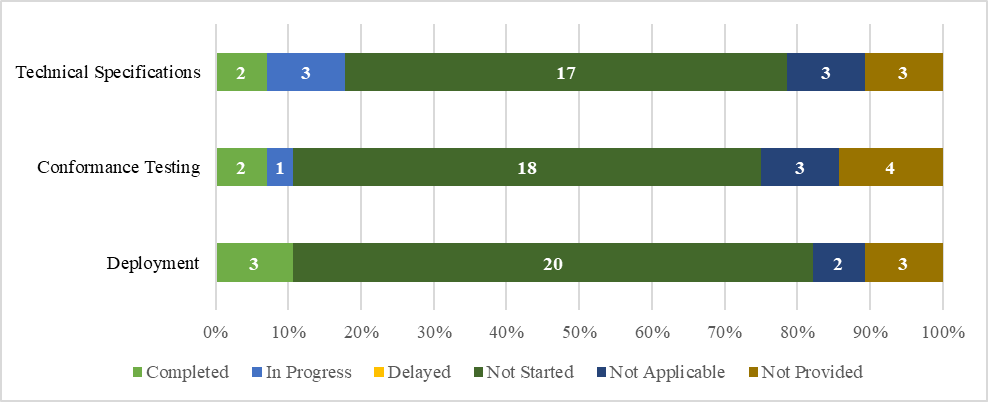 Technical Specifications 2 3 17 3 3
Conformance Testing 2 1 18 3 4
Deployment 3 20 2 3
0% 10% 20% 30% 40% 50% 60% 70% 80% 90% 100%
Completed In Progress Delayed Not Started Not Applicable Not Provided